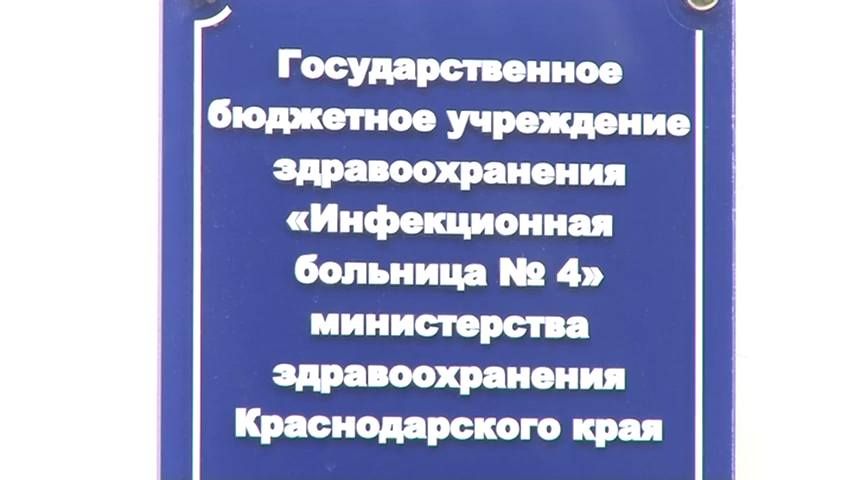 Государственное
бюджетное учреждение
здравоохранения
«Инфекционная
больница № 4»
министерства
здравоохранения
Краснодарского края